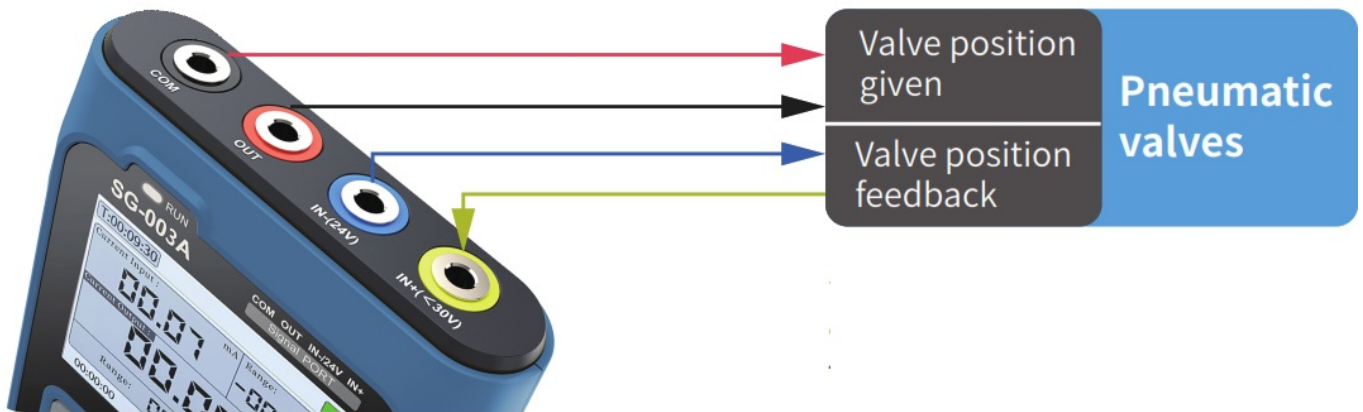 COM
OUT
IN-(24V)
IN+(<30V)
SG-003A
RUN
T:00:09:30
Current Input:
00.07 mA
Current Output:
Range:
Range:
00:00:00
COM OUT IN-/24V IN+
Signal PORT
Valve position
given
Valve position
feedback
Pneumatic
valves